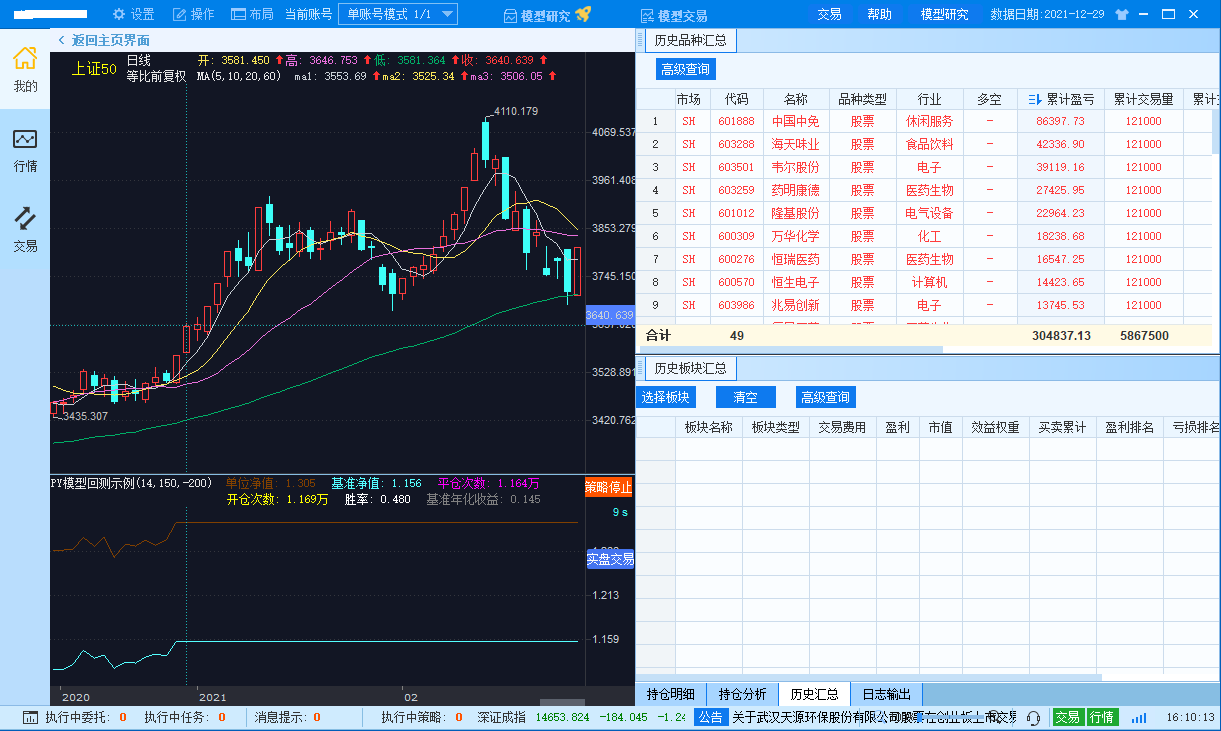 设置 操作 布局 当前账号 单账号模式 1/1 模型研究 模型交易 交易 帮助 模型研究 数据日期:2021-12-29
我的
行情
交易
返回主页界面
上证50 日线 开: 3581.450 高: 3646.753 低: 3581.364 收: 3640.639
等比前复权 MA(5,10,20,60) ma1: 3553.69 ma2: 3525.34 ma3: 3506.05
4110.179
4069.537
3961.408
3853.279
3745.150
3640.639
3528.891
3435.307
3420.762
PY模型回测示例(14,150,-200) 单位净值: 1.305 基准净值: 1.156 平仓次数: 1.164万
开仓次数: 1.169万 胜率: 0.480 基准年化收益: 0.145
策略停止
9 s
实盘交易
1.213
1.159
2020 2021 02
历史品种汇总
高级查询
市场 代码 名称 品种类型 行业 多空 累计盈亏 累计交易量
1 SH 601888 中国中免 股票 休闲服务 - 86397.73 121000
2 SH 603288 海天味业 股票 食品饮料 - 42336.90 121000
3 SH 603501 韦尔股份 股票 电子 - 39119.16 121000
4 SH 603259 药明康德 股票 医药生物 - 27425.95 121000
5 SH 601012 隆基股份 股票 电气设备 - 22964.23 121000
6 SH 600309 万华化学 股票 化工 - 18238.68 121000
7 SH 600276 恒瑞医药 股票 医药生物 - 16547.25 121000
8 SH 600570 恒生电子 股票 计算机 - 14423.65 121000
9 SH 603986 兆易创新 股票 电子 - 13745.53 121000
合计 49 304837.13 5867500
历史板块汇总
选择板块 清空 高级查询
板块名称 板块类型 交易费用 盈利 市值 效益权重 买卖累计 盈利排名 亏损排名
持仓明细 持仓分析 历史汇总 日志输出
执行中委托: 0 执行中任务: 0 消息提示: 0 执行中策略: 0 深证成指 14653.824 -184.045 -1.24 公告 关于武汉天源环保股份有限公司 交易 行情 16:10:13